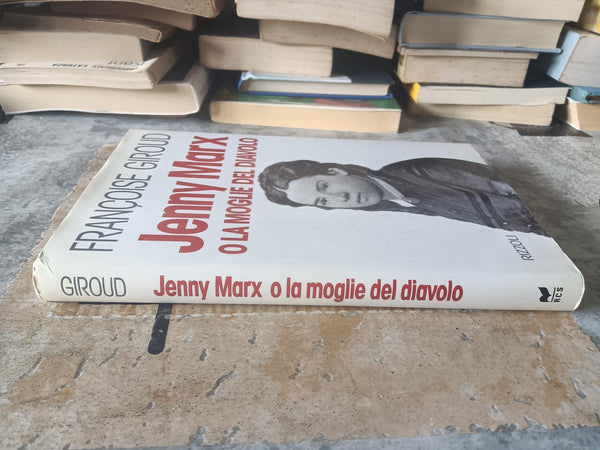 FRANÇOISE GIROUD
Jenny Marx
O LA MOGLIE DEL DIAVOLO
RIZZOLI
GIROUD Jenny Marx o la moglie del diavolo
RCS